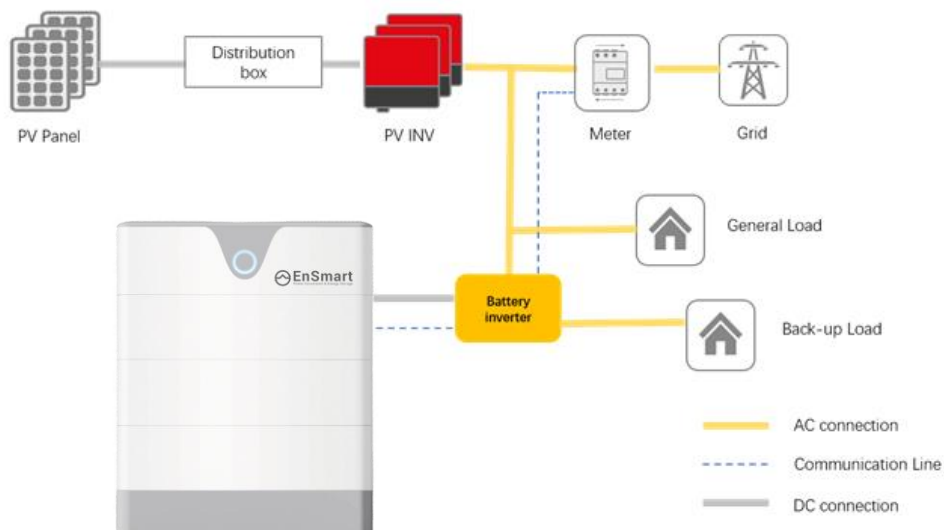 Distribution
box
PV Panel
PV INV
Meter
Grid
General Load
EnSmart
Battery
inverter
Back-up Load
AC connection
Communication Line
DC connection